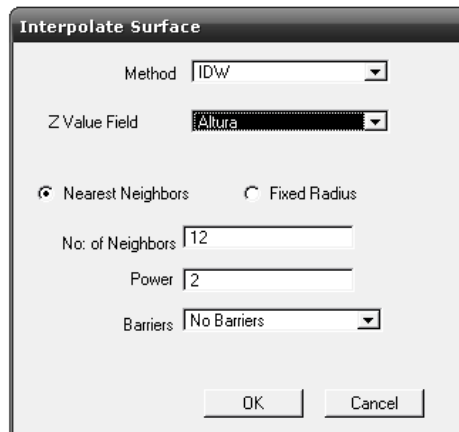 Interpolate Surface
Method IDW
Z Value Field Altura
Nearest Neighbors Fixed Radius
No: of Neighbors 12
Power 2
Barriers No Barriers
OK Cancel